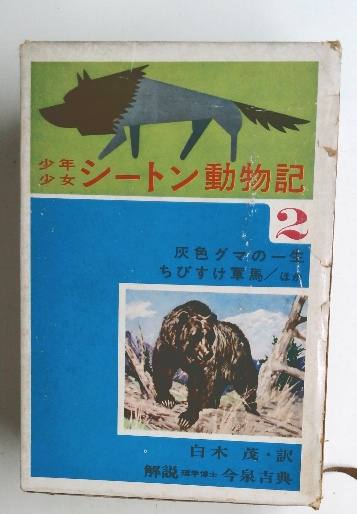 少年
少女 シートン動物記
2
灰色グマの一生
ちびすけ軍馬/ほか
白木 茂・訳
解説 理学博士 今泉吉典